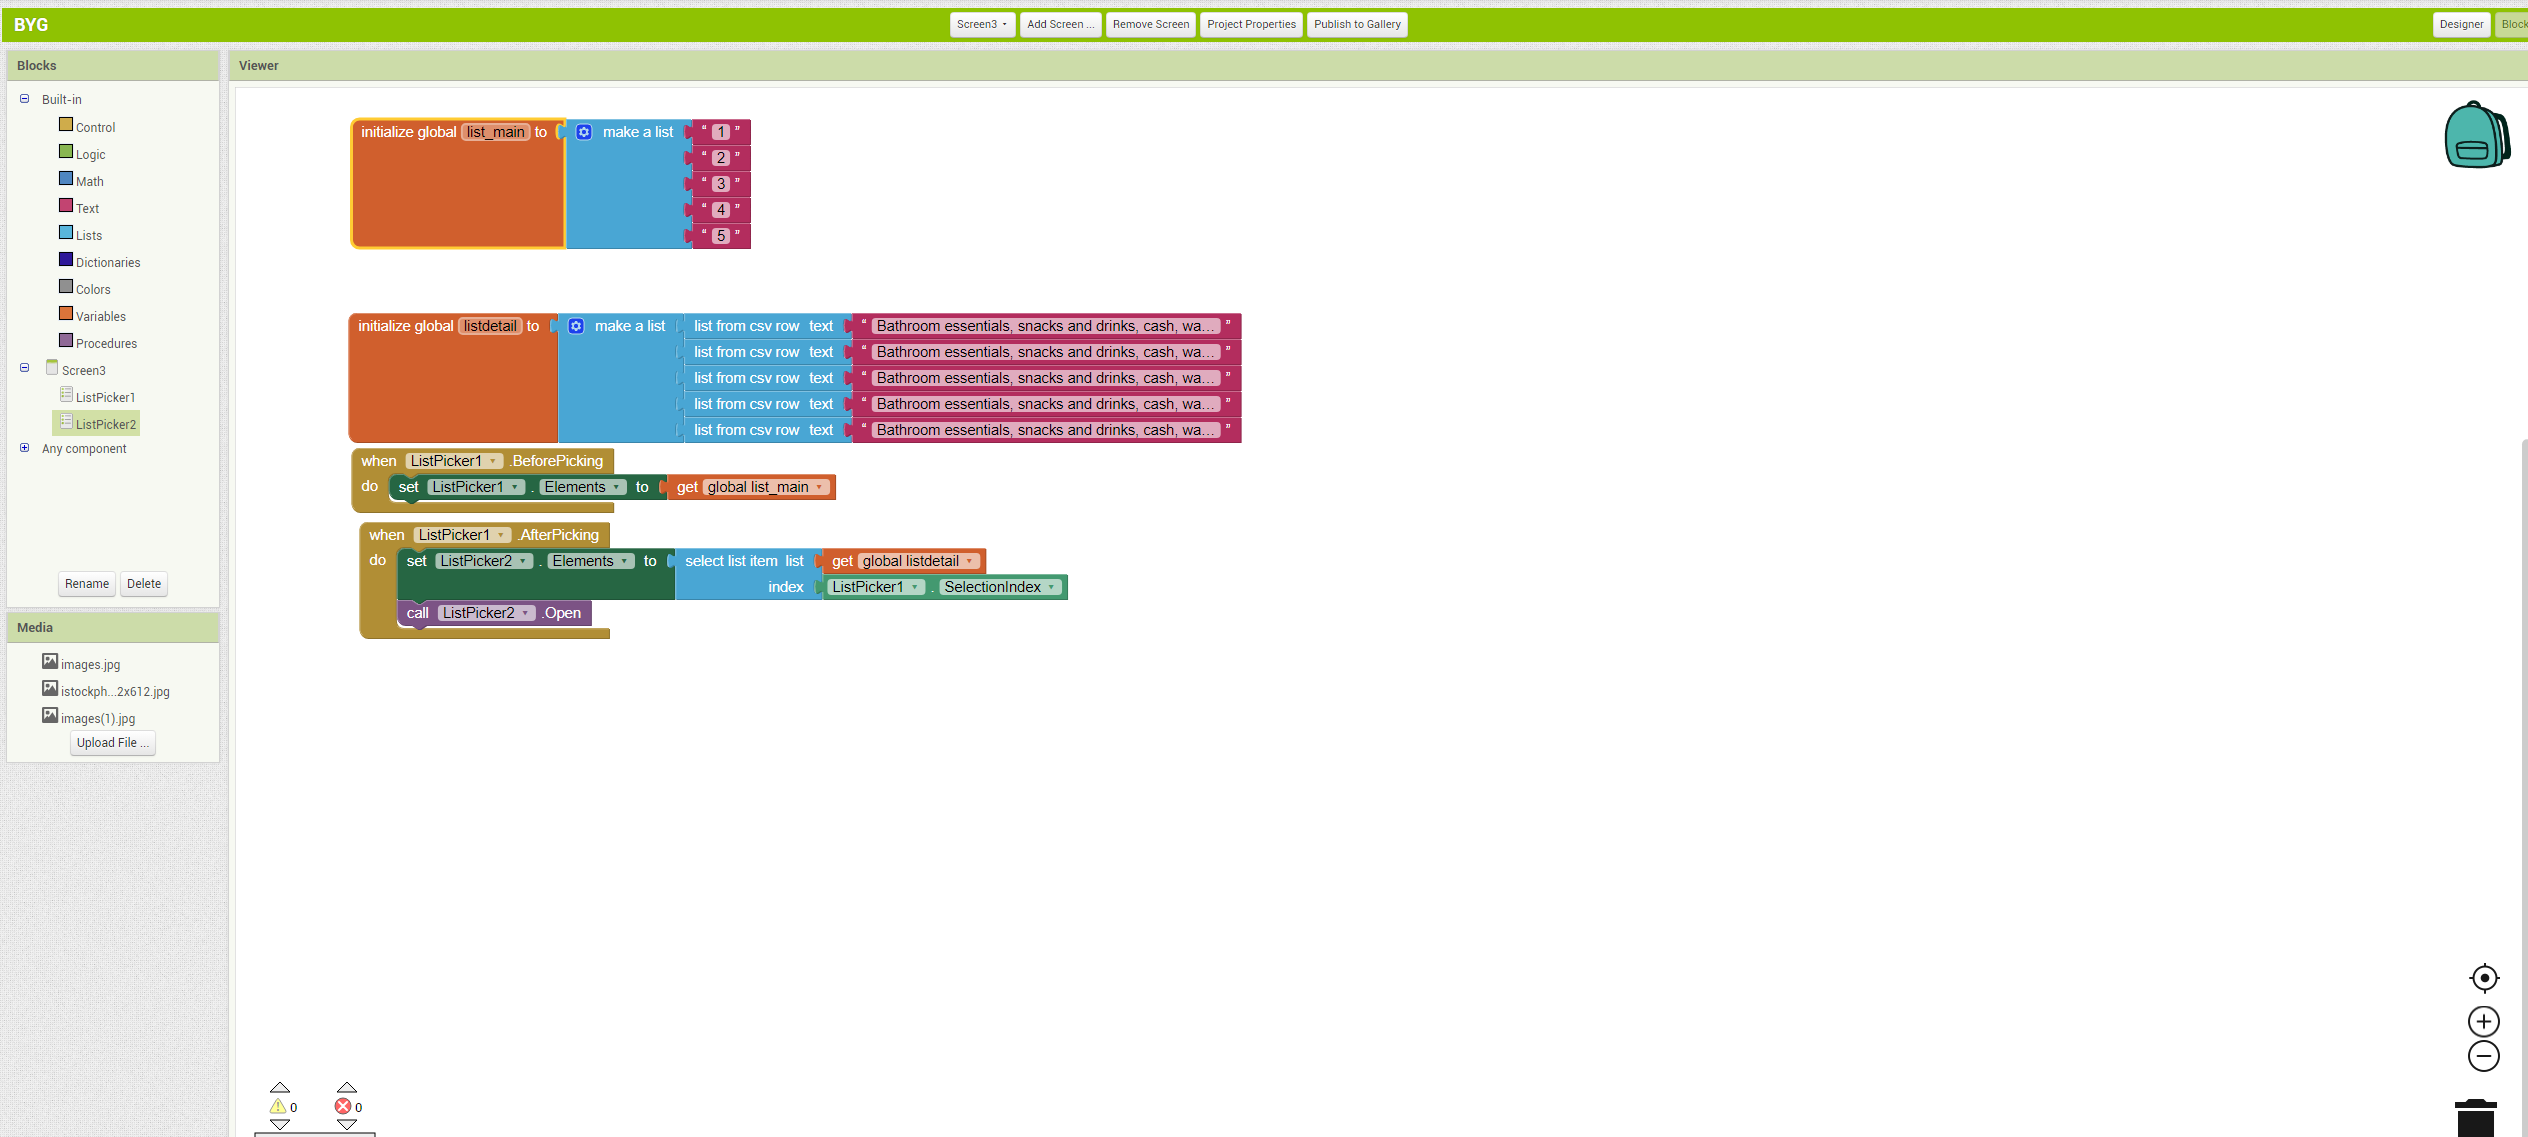 BYG
Screen3
Add Screen ...
Remove Screen
Project Properties
Publish to Gallery
Designer
Block
Blocks
Built-in
Control
Logic
Math
Text
Lists
Dictionaries
Colors
Variables
Procedures
Screen3
ListPicker1
ListPicker2
Any component
Rename
Delete
Media
images.jpg
istockph...2x612.jpg
images(1).jpg
Upload File ...
Viewer
initialize global list_main to make a list " 1 "
" 2 "
" 3 "
" 4 "
" 5 "
initialize global listdetail to make a list list from csv row text " Bathroom essentials, snacks and drinks, cash, wa... "
list from csv row text " Bathroom essentials, snacks and drinks, cash, wa... "
list from csv row text " Bathroom essentials, snacks and drinks, cash, wa... "
list from csv row text " Bathroom essentials, snacks and drinks, cash, wa... "
list from csv row text " Bathroom essentials, snacks and drinks, cash, wa... "
when ListPicker1 .BeforePicking
do set ListPicker1 . Elements to get global list_main
when ListPicker1 .AfterPicking
do set ListPicker2 . Elements to select list item list get global listdetail
index ListPicker1 . SelectionIndex
call ListPicker2 .Open
0
0